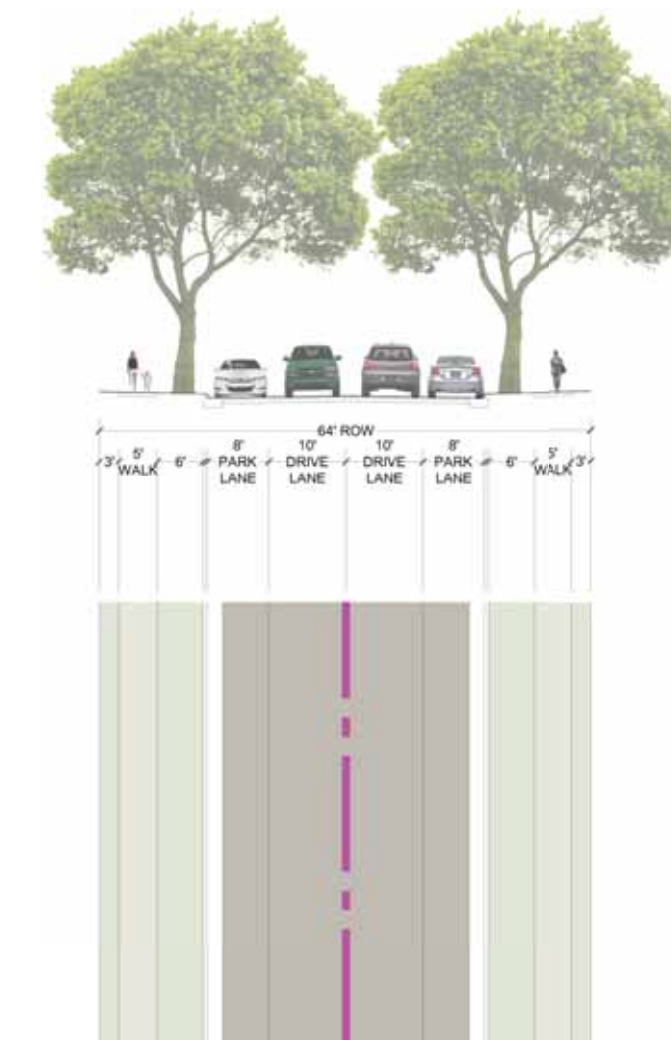 64' ROW
3'
5'
WALK
6'
8'
PARK
LANE
10'
DRIVE
LANE
10'
DRIVE
LANE
8'
PARK
LANE
6'
5'
WALK
3'